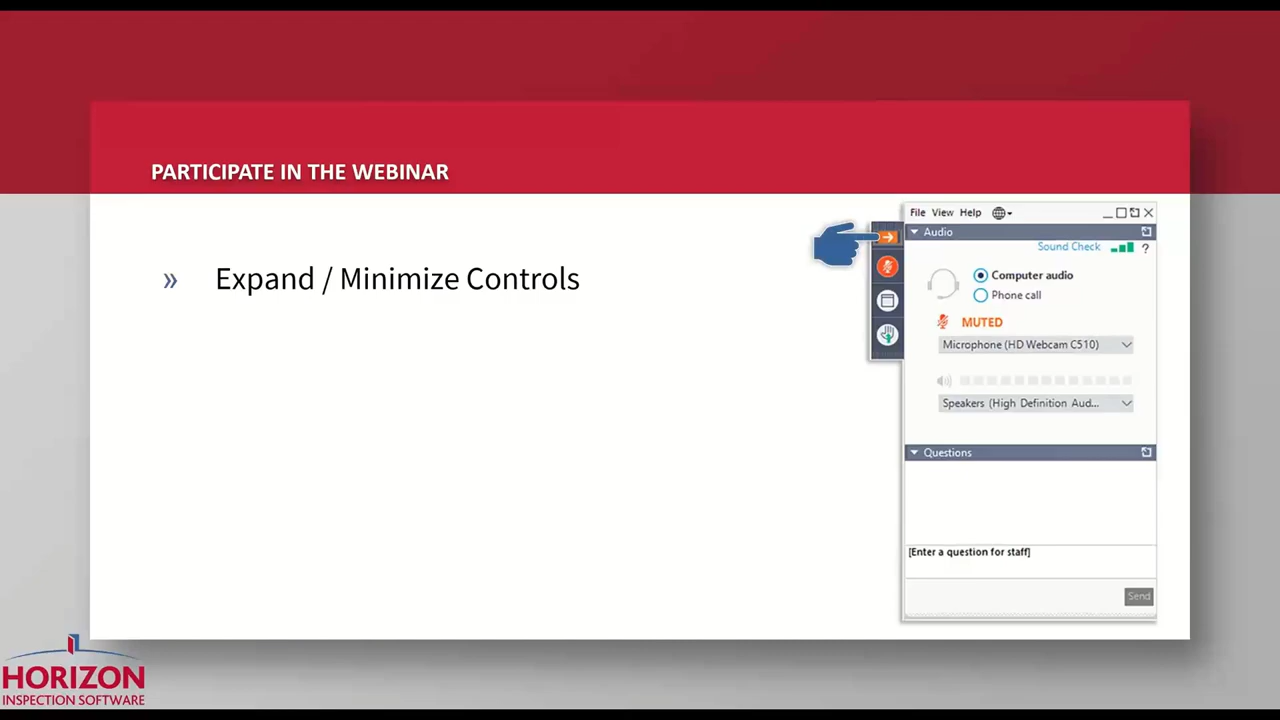 PARTICIPATE IN THE WEBINAR
» Expand / Minimize Controls
File View Help
Audio
Sound Check ?
Computer audio
Phone call
MUTED
Microphone (HD Webcam C510)
Speakers (High Definition Aud...
Questions
[Enter a question for staff]
Send
HORIZON
INSPECTION SOFTWARE